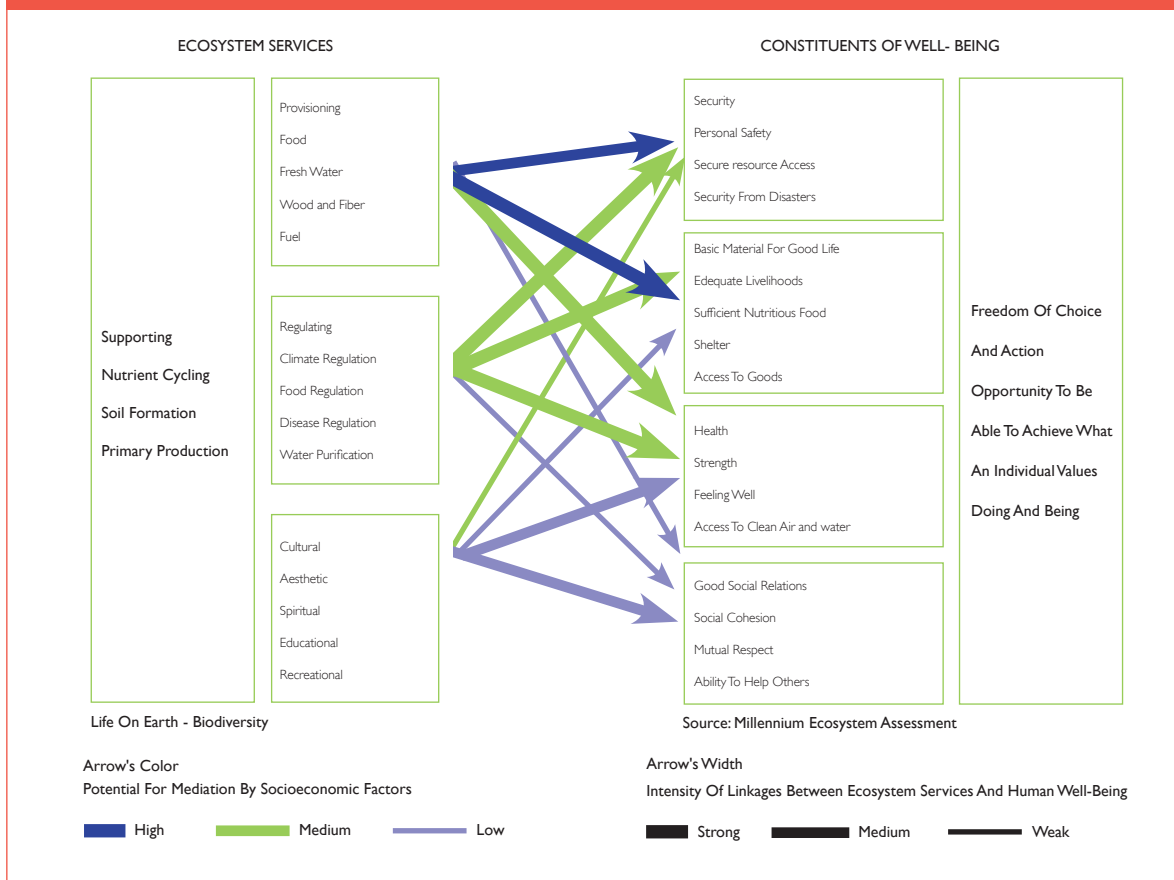 ECOSYSTEM SERVICES
CONSTITUENTS OF WELL- BEING
Supporting
Nutrient Cycling
Soil Formation
Primary Production
Provisioning
Food
Fresh Water
Wood and Fiber
Fuel
Regulating
Climate Regulation
Food Regulation
Disease Regulation
Water Purification
Cultural
Aesthetic
Spiritual
Educational
Recreational
Security
Personal Safety
Secure resource Access
Security From Disasters
Basic Material For Good Life
Edequate Livelihoods
Sufficient Nutritious Food
Shelter
Access To Goods
Health
Strength
Feeling Well
Access To Clean Air and water
Good Social Relations
Social Cohesion
Mutual Respect
Ability To Help Others
Freedom Of Choice
And Action
Opportunity To Be
Able To Achieve What
An Individual Values
Doing And Being
Life On Earth - Biodiversity
Source: Millennium Ecosystem Assessment
Arrow's Color
Potential For Mediation By Socioeconomic Factors
High
Medium
Low
Arrow's Width
Intensity Of Linkages Between Ecosystem Services And Human Well-Being
Strong
Medium
Weak